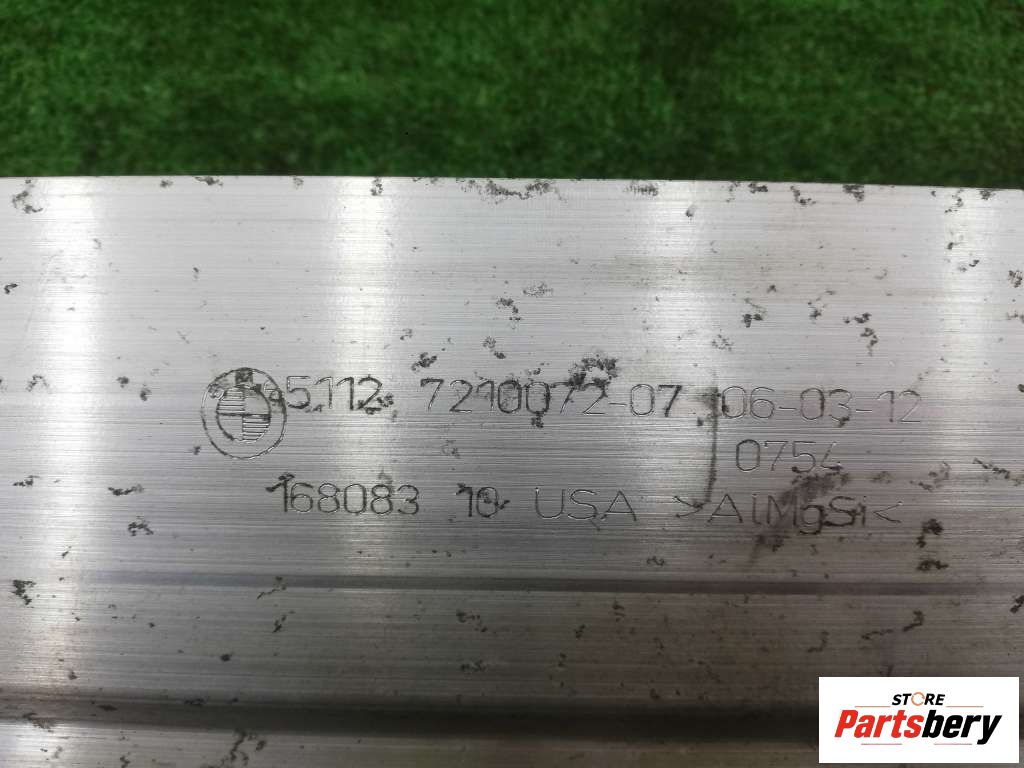 5112 7210072-07 06-03-12
0754
168083 10 USA >AlMgSi<
STORE
Partsbery